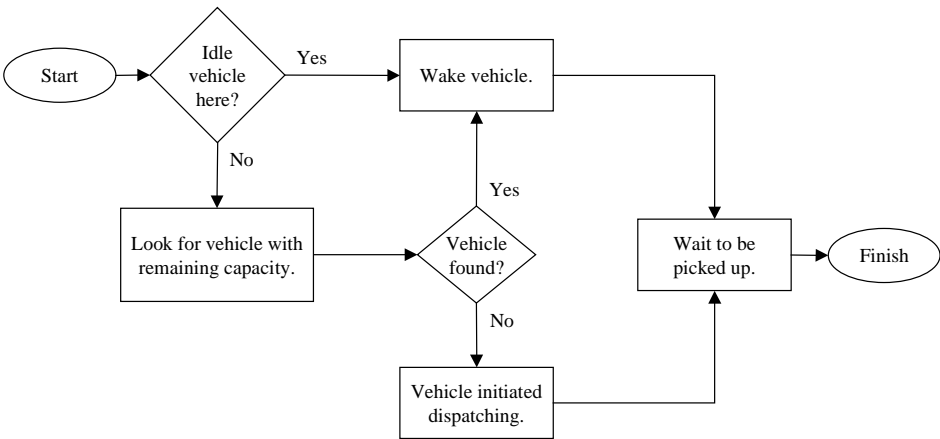 Start
Idle
vehicle
here?
Yes
Wake vehicle.
No
Look for vehicle with
remaining capacity.
Vehicle
found?
Yes
No
Vehicle initiated
dispatching.
Wait to be
picked up.
Finish